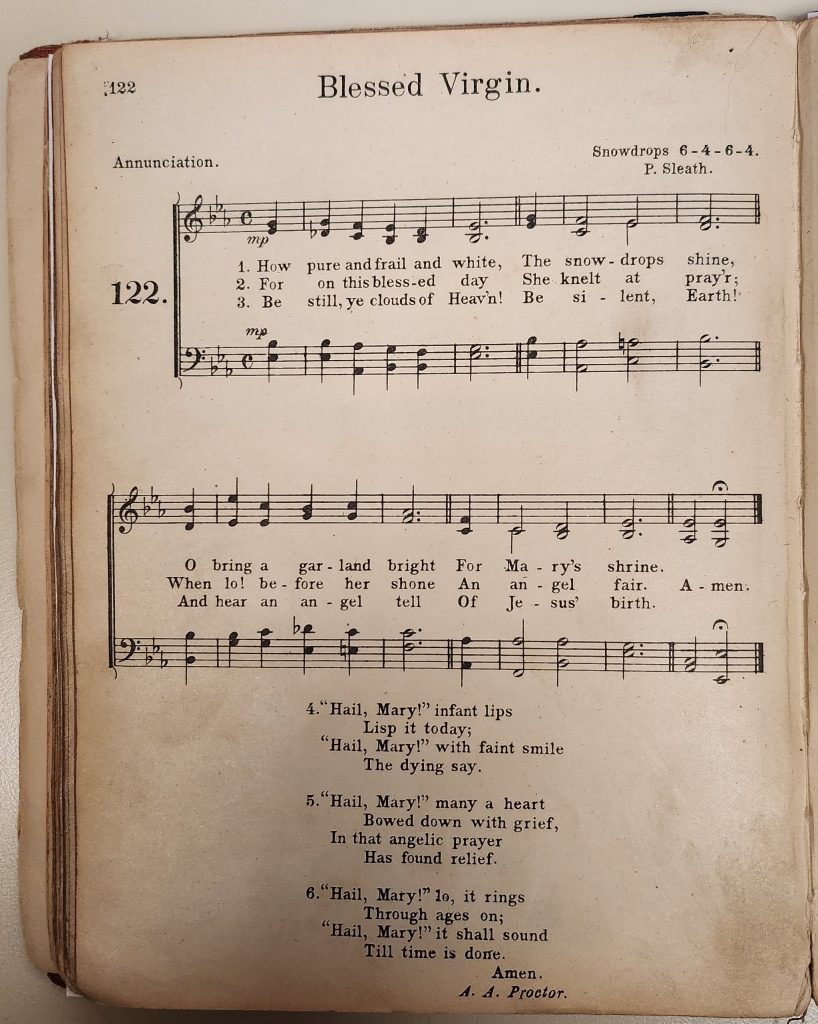 122
Blessed Virgin.
Annunciation.
Snowdrops 6-4-6-4.
P. Sleath.
mp
122.
1. How pure and frail and white, The snow-drops shine,
2. For on this bless-ed day She knelt at pray'r;
3. Be still, ye clouds of Heav'n! Be si-lent, Earth!
mp
O bring a gar-land bright For Ma-ry's shrine.
When lo! be-fore her shone An an-gel fair. A-men.
And hear an an-gel tell Of Je-sus' birth.
4. "Hail, Mary!" infant lips
Lisp it today;
"Hail, Mary!" with faint smile
The dying say.
5. "Hail, Mary!" many a heart
Bowed down with grief,
In that angelic prayer
Has found relief.
6. "Hail, Mary!" lo, it rings
Through ages on;
"Hail, Mary!" it shall sound
Till time is done.
Amen.
A. A. Proctor.